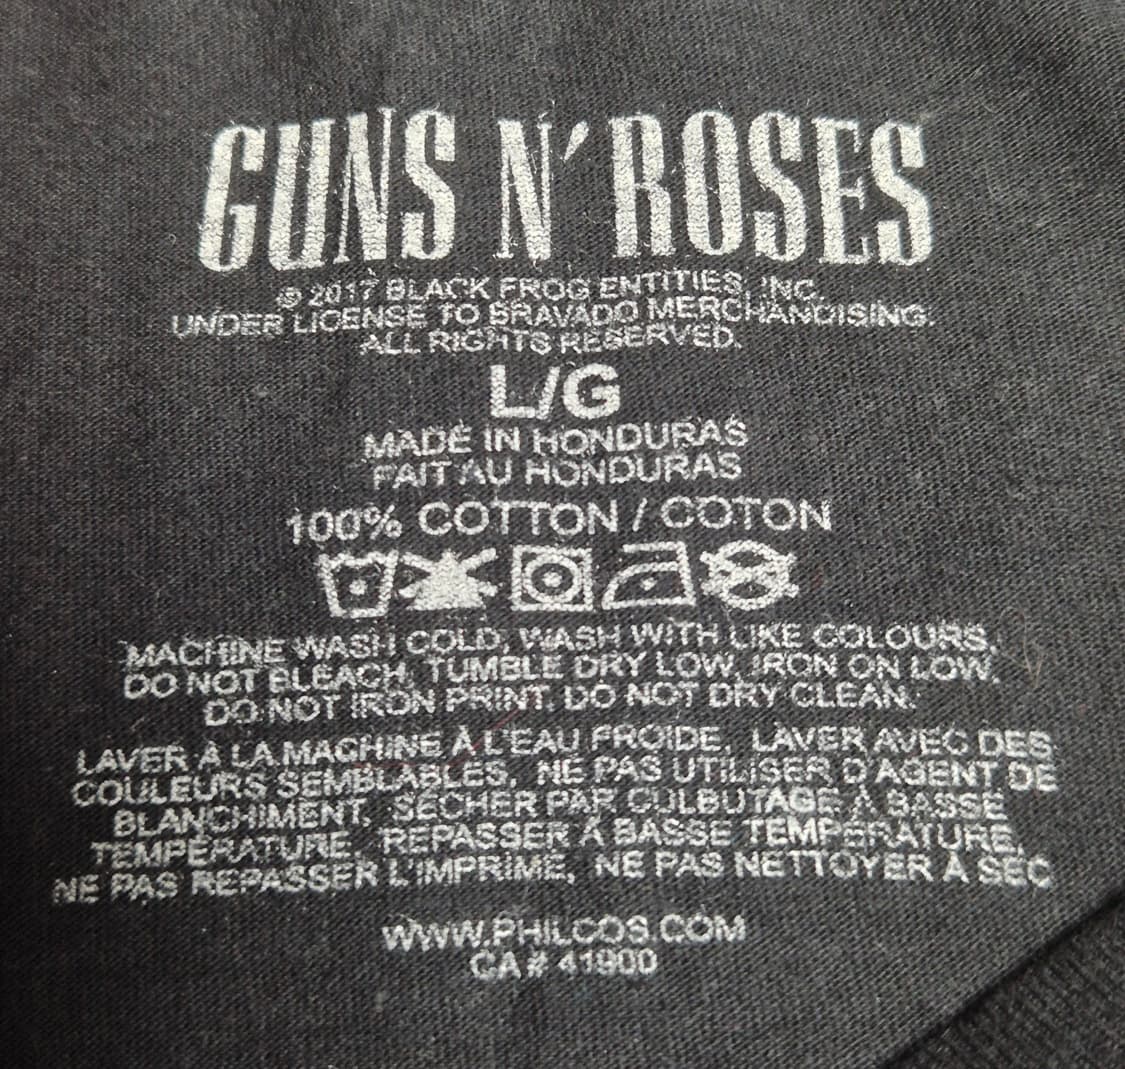 GUNS N' ROSES
© 2017 BLACK FROG ENTITIES, INC.
UNDER LICENSE TO BRAVADO MERCHANDISING.
ALL RIGHTS RESERVED.
L/G
MADE IN HONDURAS
FAIT AU HONDURAS
100% COTTON / COTON
MACHINE WASH COLD, WASH WITH LIKE COLOURS,
DO NOT BLEACH, TUMBLE DRY LOW, IRON ON LOW,
DO NOT IRON PRINT, DO NOT DRY CLEAN.
LAVER À LA MACHINE À L'EAU FROIDE, LAVER AVEC DES
COULEURS SEMBLABLES, NE PAS UTILISER D'AGENT DE
BLANCHIMENT, SÉCHER PAR CULBUTAGE À BASSE
TEMPÉRATURE, REPASSER À BASSE TEMPÉRATURE,
NE PAS REPASSER L'IMPRIMÉ, NE PAS NETTOYER À SEC
WWW.PHILCOS.COM
CA# 41900